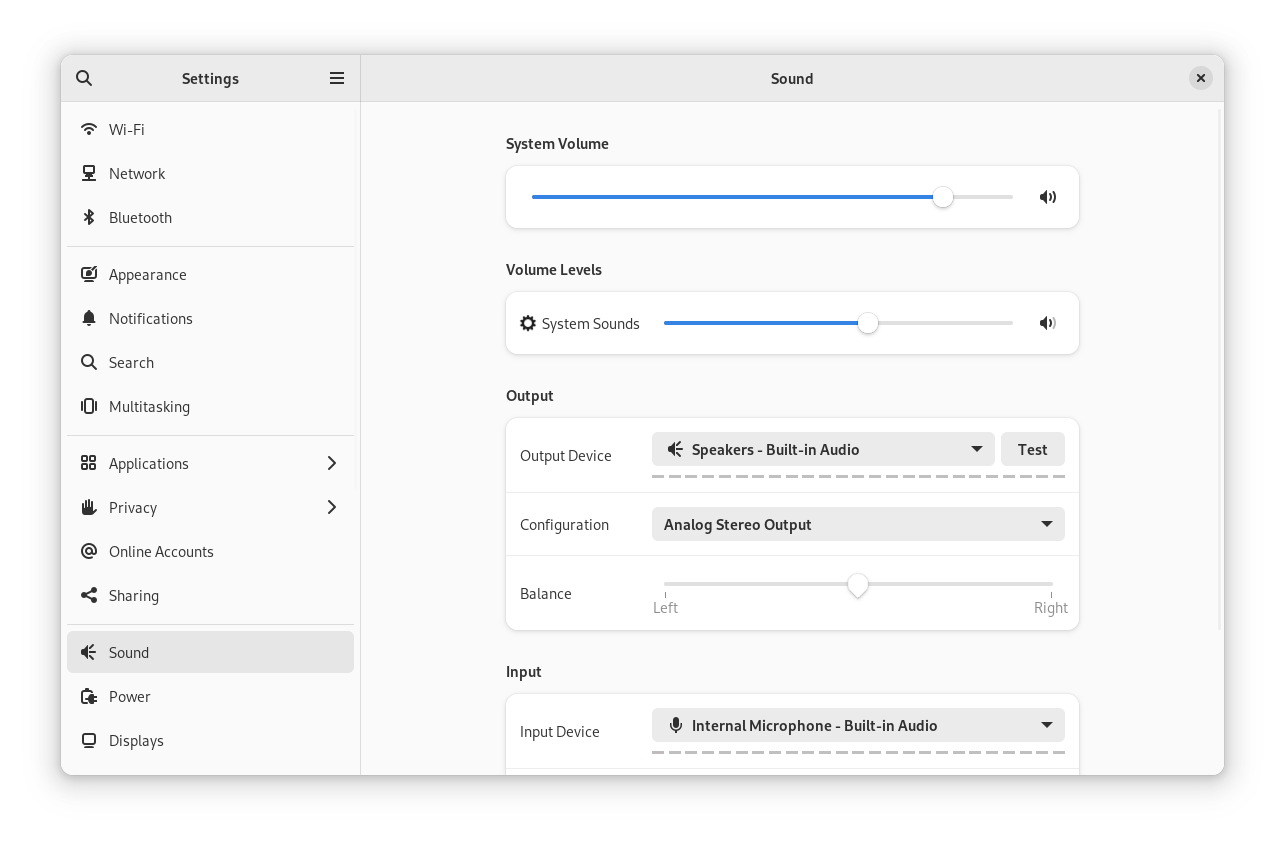 Settings
Sound
Wi-Fi
Network
Bluetooth
Appearance
Notifications
Search
Multitasking
Applications
Privacy
Online Accounts
Sharing
Sound
Power
Displays
System Volume
Volume Levels
System Sounds
Output
Output Device
Speakers - Built-in Audio
Test
Configuration
Analog Stereo Output
Balance
Left
Right
Input
Input Device
Internal Microphone - Built-in Audio